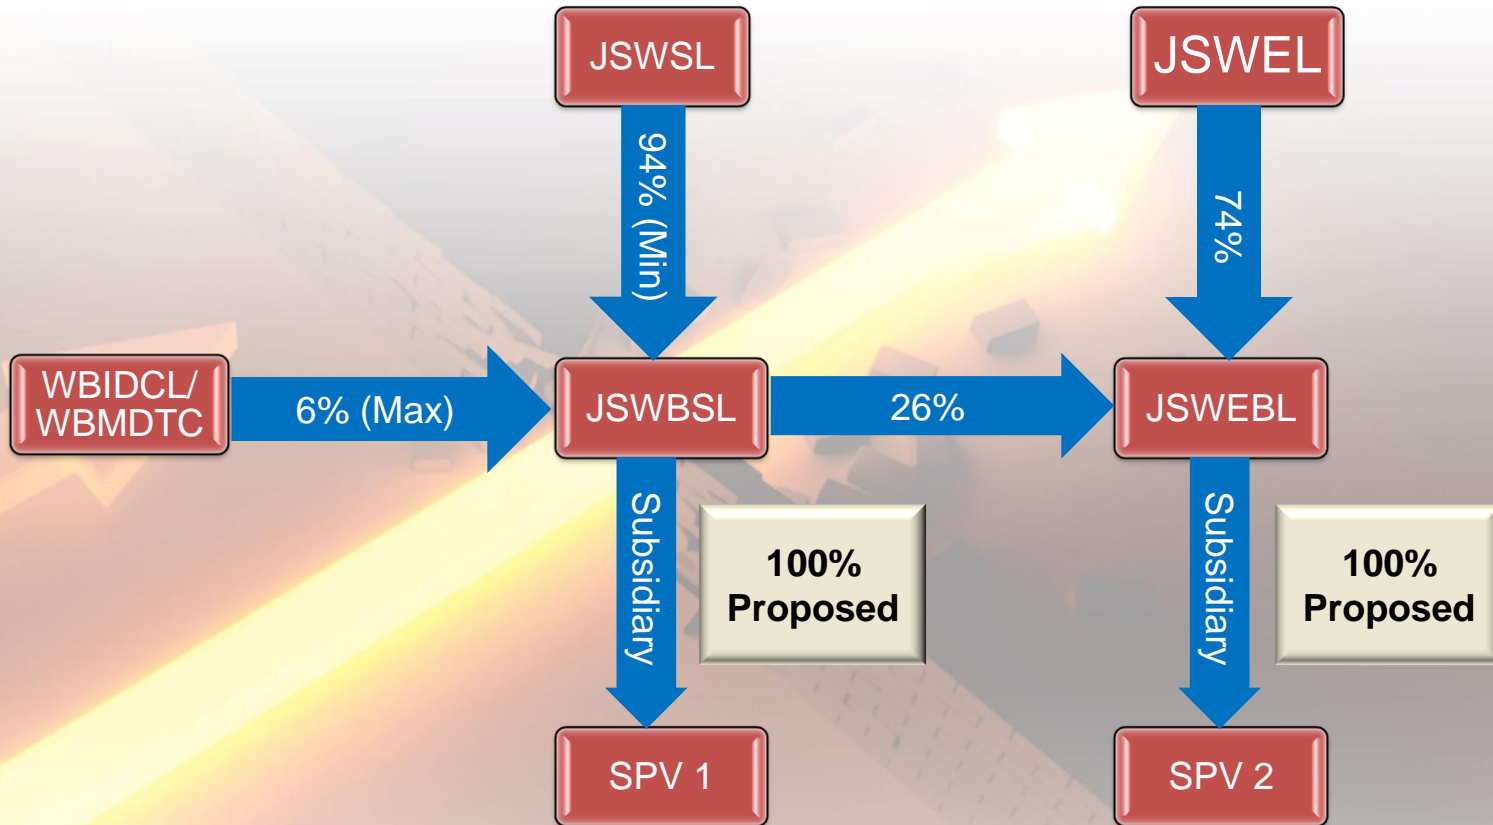 JSWSL
JSWEL
94% (Min)
74%
WBIDCL/
WBMDTC
6% (Max)
JSWBSL
26%
JSWEBL
Subsidiary
100%
Proposed
Subsidiary
100%
Proposed
SPV 1
SPV 2